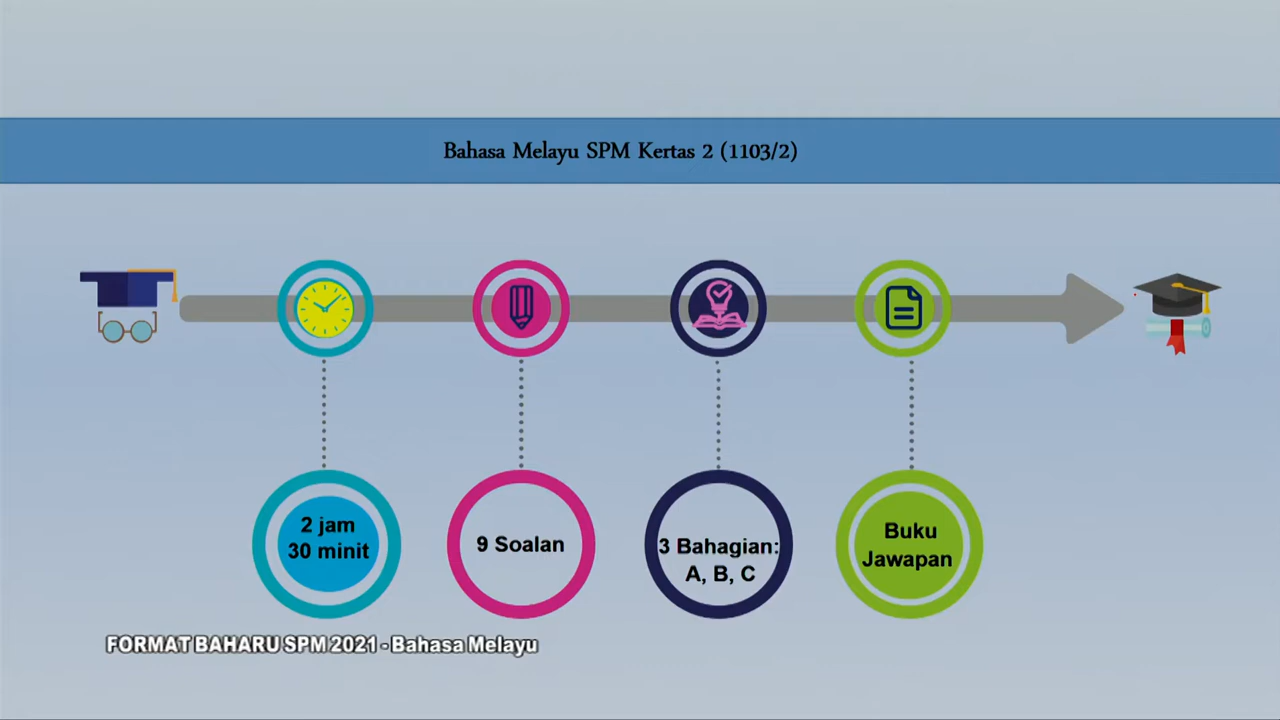 Bahasa Melayu SPM Kertas 2 (1103/2)
2 jam
30 minit
9 Soalan
3 Bahagian:
A, B, C
Buku
Jawapan
FORMAT BAHARU SPM 2021 - Bahasa Melayu